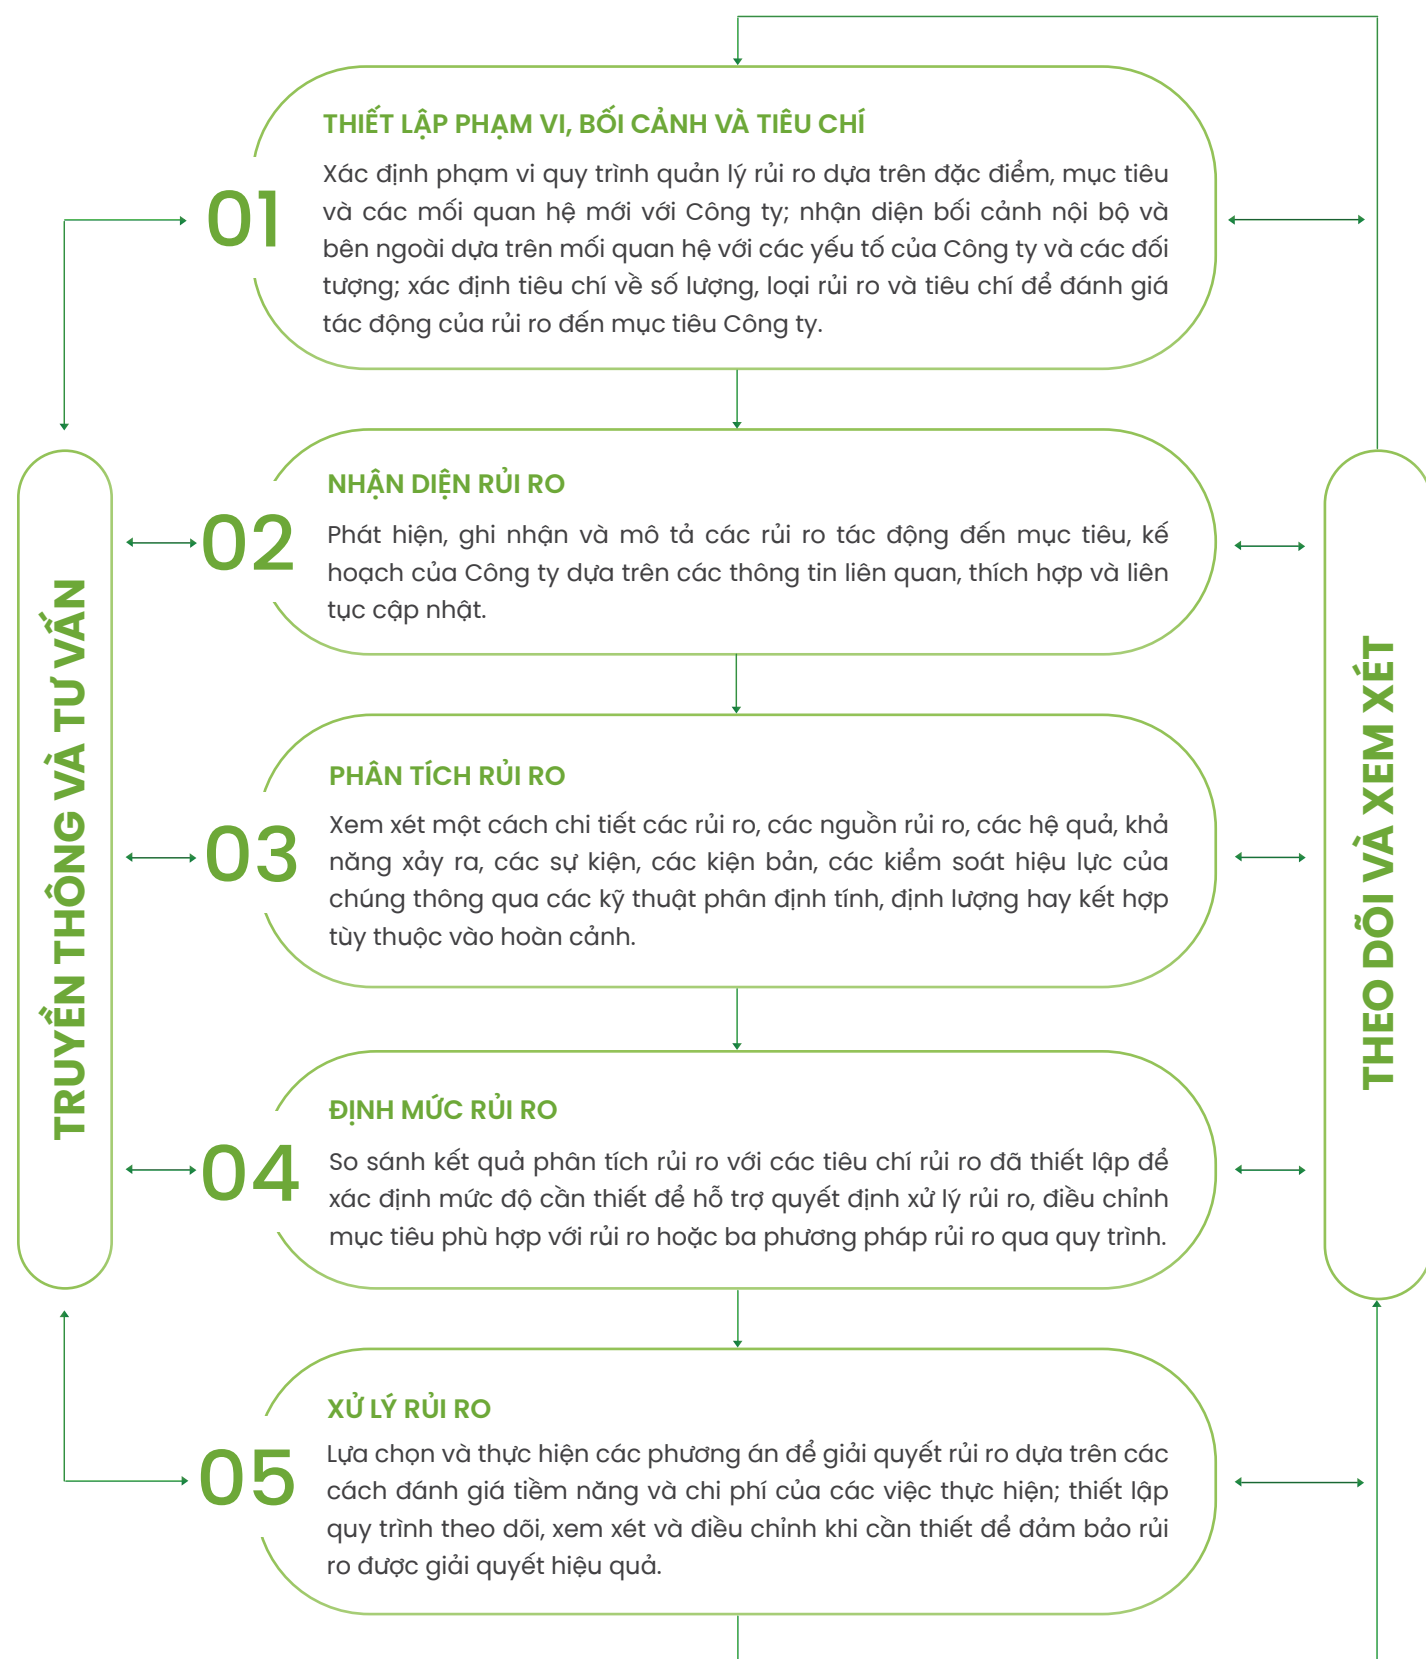 THIẾT LẬP PHẠM VI, BỐI CẢNH VÀ TIÊU CHÍ
01
Xác định phạm vi quy trình quản lý rủi ro dựa trên đặc điểm, mục tiêu
và các mối quan hệ mới với Công ty; nhận diện bối cảnh nội bộ và
bên ngoài dựa trên mối quan hệ với các yếu tố của Công ty và các đối
tượng; xác định tiêu chí về số lượng, loại rủi ro và tiêu chí để đánh giá
tác động của rủi ro đến mục tiêu Công ty.
NHẬN DIỆN RỦI RO
02
Phát hiện, ghi nhận và mô tả các rủi ro tác động đến mục tiêu, kế
hoạch của Công ty dựa trên các thông tin liên quan, thích hợp và liên
tục cập nhật.
PHÂN TÍCH RỦI RO
03
Xem xét một cách chi tiết các rủi ro, các nguồn rủi ro, các hệ quả, khả
năng xảy ra, các sự kiện, các kiện bản, các kiểm soát hiệu lực của
chúng thông qua các kỹ thuật phân định tính, định lượng hay kết hợp
tùy thuộc vào hoàn cảnh.
ĐỊNH MỨC RỦI RO
04
So sánh kết quả phân tích rủi ro với các tiêu chí rủi ro đã thiết lập để
xác định mức độ cần thiết để hỗ trợ quyết định xử lý rủi ro, điều chỉnh
mục tiêu phù hợp với rủi ro hoặc ba phương pháp rủi ro qua quy trình.
XỬ LÝ RỦI RO
05
Lựa chọn và thực hiện các phương án để giải quyết rủi ro dựa trên các
cách đánh giá tiềm năng và chi phí của các việc thực hiện; thiết lập
quy trình theo dõi, xem xét và điều chỉnh khi cần thiết để đảm bảo rủi
ro được giải quyết hiệu quả.
TRUYỀN THÔNG VÀ TƯ VẤN
THEO DÕI VÀ XEM XÉT